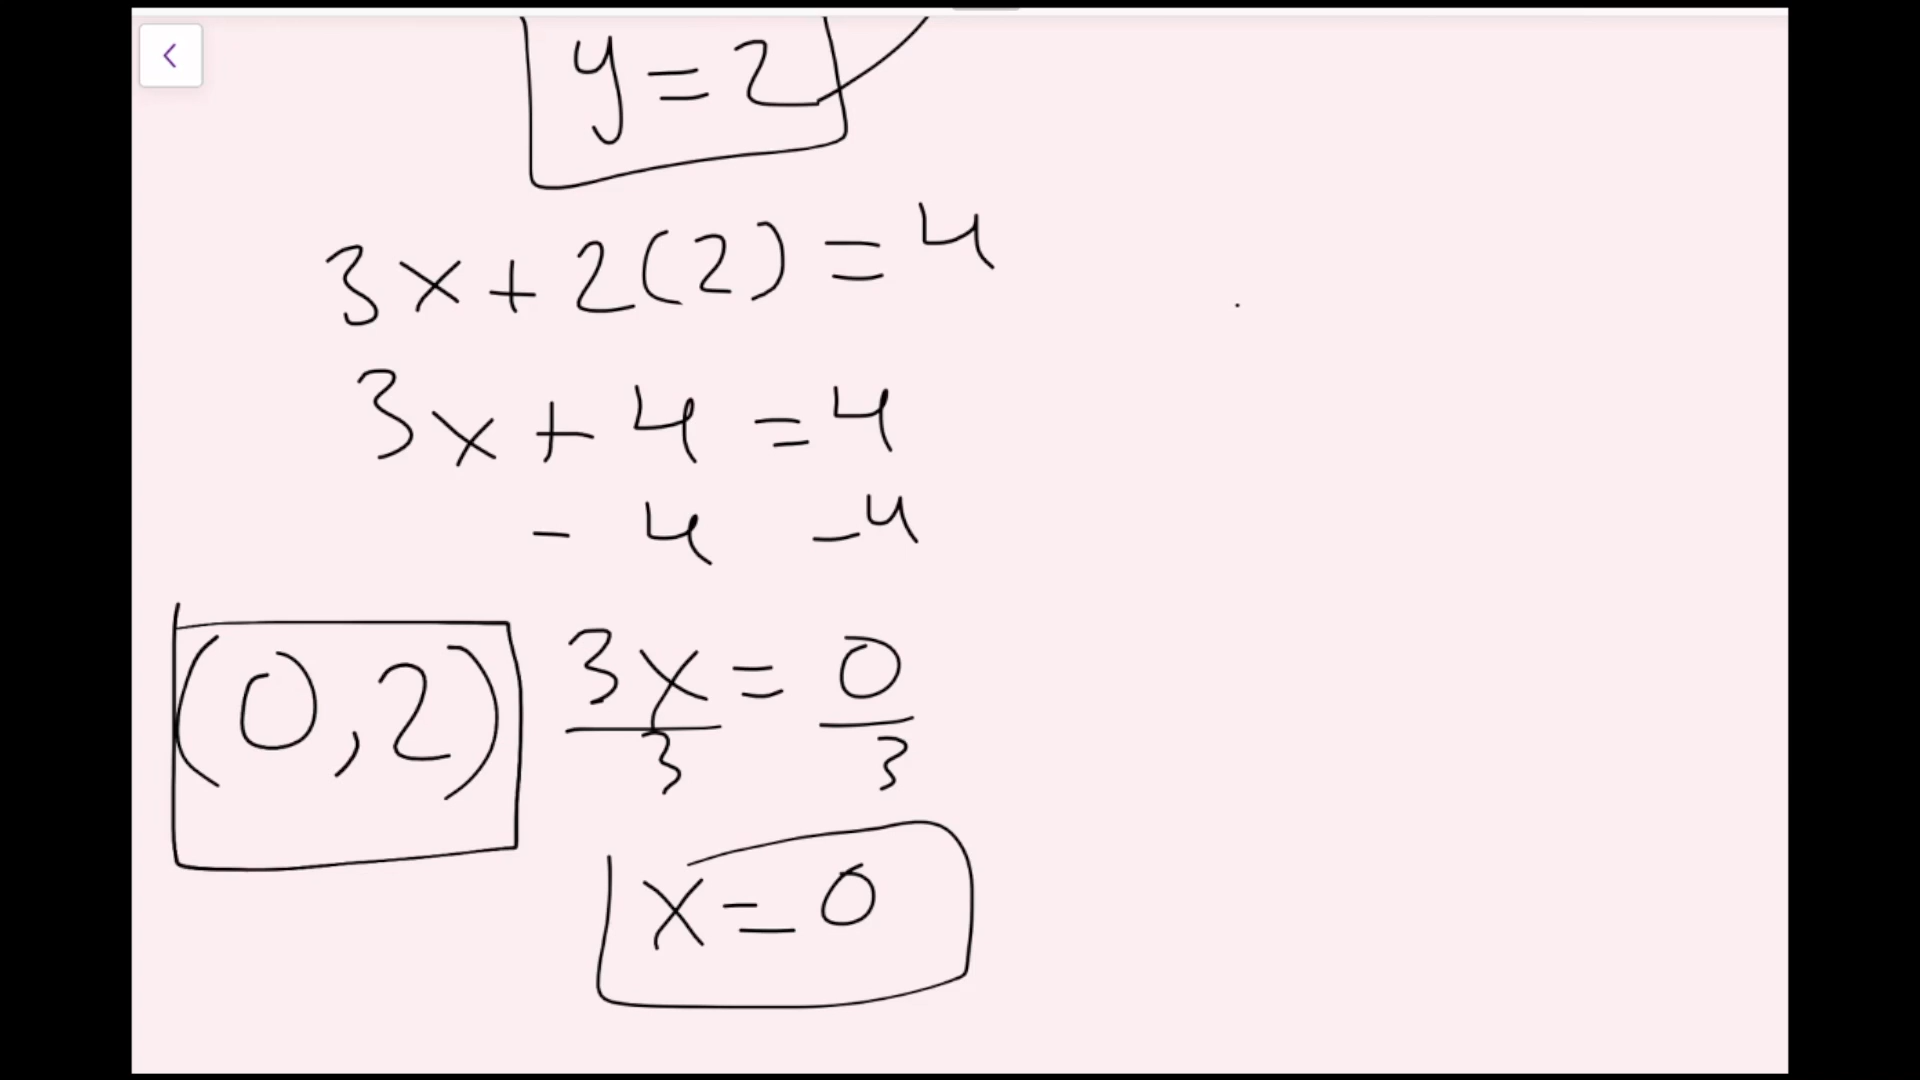 y=2
3x+2(2)=4
3x+4=4
-4 -4
3x=0
3 3
(0,2)
x=0